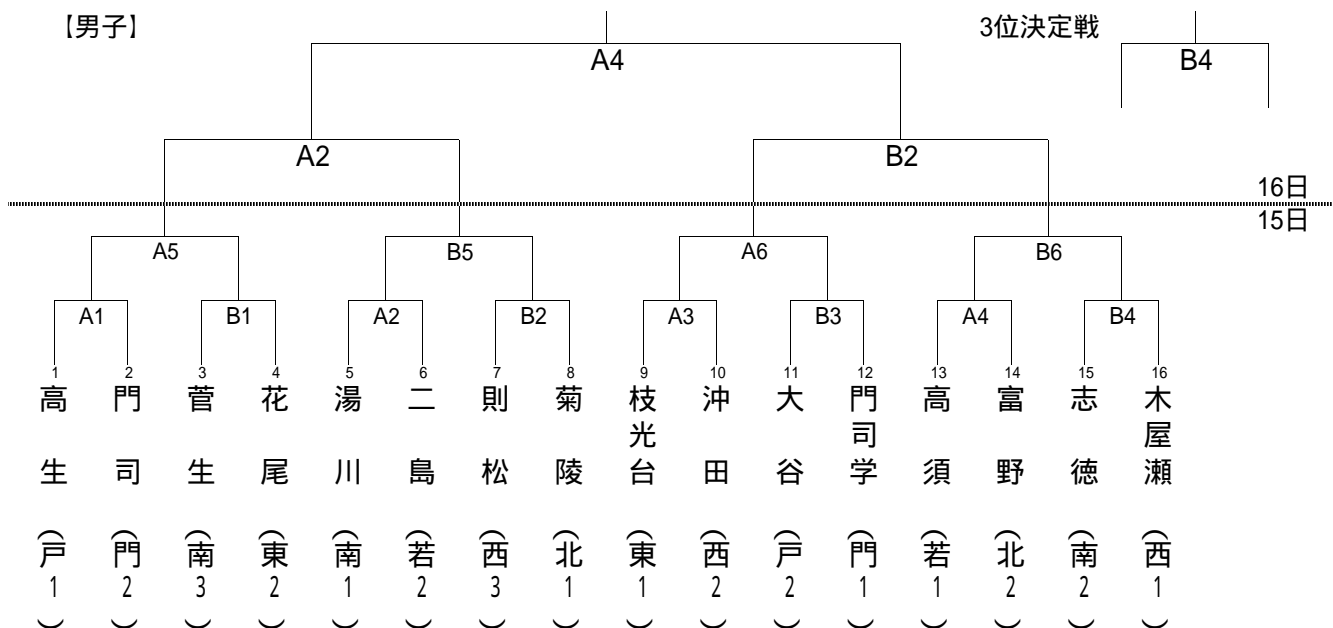 【男子】
3位決定戦
A4
B4
A2
B2
16日
15日
A5
B5
A6
B6
A1
B1
A2
B2
A3
B3
A4
B4
1 高生 (戸1)
2 門司 (門2)
3 菅生 (南3)
4 花尾 (東2)
5 湯川 (南1)
6 二島 (若2)
7 則松 (西3)
8 菊陵 (北1)
9 枝光台 (東1)
10 沖田 (西2)
11 大谷 (戸2)
12 門司学 (門1)
13 高須 (若1)
14 富野 (北2)
15 志徳 (南2)
16 木屋瀬 (西1)